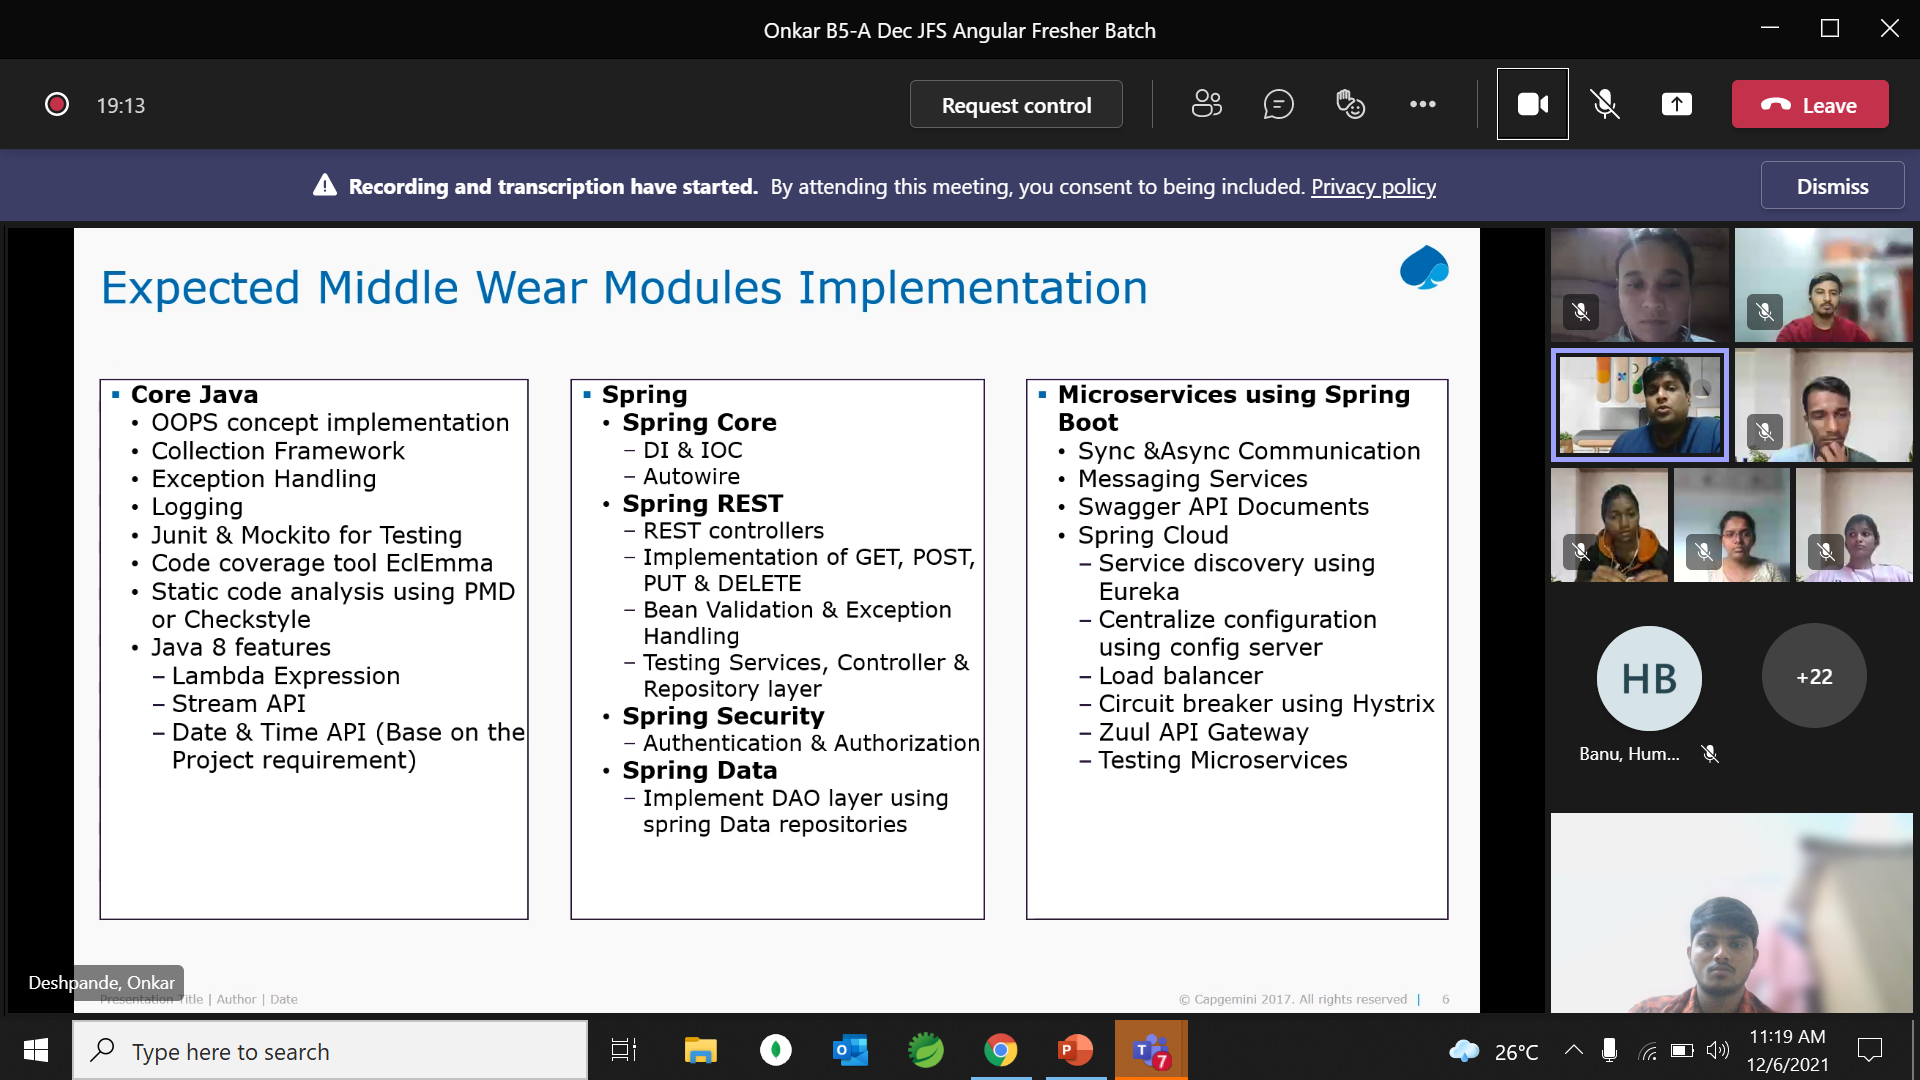 Onkar B5-A Dec JFS Angular Fresher Batch
19:13
Request control
Leave
Recording and transcription have started. By attending this meeting, you consent to being included. Privacy policy
Dismiss
Expected Middle Wear Modules Implementation
Core Java
OOPS concept implementation
Collection Framework
Exception Handling
Logging
Junit & Mockito for Testing
Code coverage tool EclEmma
Static code analysis using PMD
or Checkstyle
Java 8 features
– Lambda Expression
– Stream API
– Date & Time API (Base on the
Project requirement)
Spring
Spring Core
– DI & IOC
– Autowire
Spring REST
– REST controllers
– Implementation of GET, POST,
PUT & DELETE
– Bean Validation & Exception
Handling
– Testing Services, Controller &
Repository layer
Spring Security
– Authentication & Authorization
Spring Data
– Implement DAO layer using
spring Data repositories
Microservices using Spring
Boot
Sync &Async Communication
Messaging Services
Swagger API Documents
Spring Cloud
– Service discovery using
Eureka
– Centralize configuration
using config server
– Load balancer
– Circuit breaker using Hystrix
– Zuul API Gateway
– Testing Microservices
HB
+22
Banu, Hum...
Deshpande, Onkar
Presentation Title | Author | Date
© Capgemini 2017. All rights reserved | 6
Type here to search
7
26°C
11:19 AM
12/6/2021